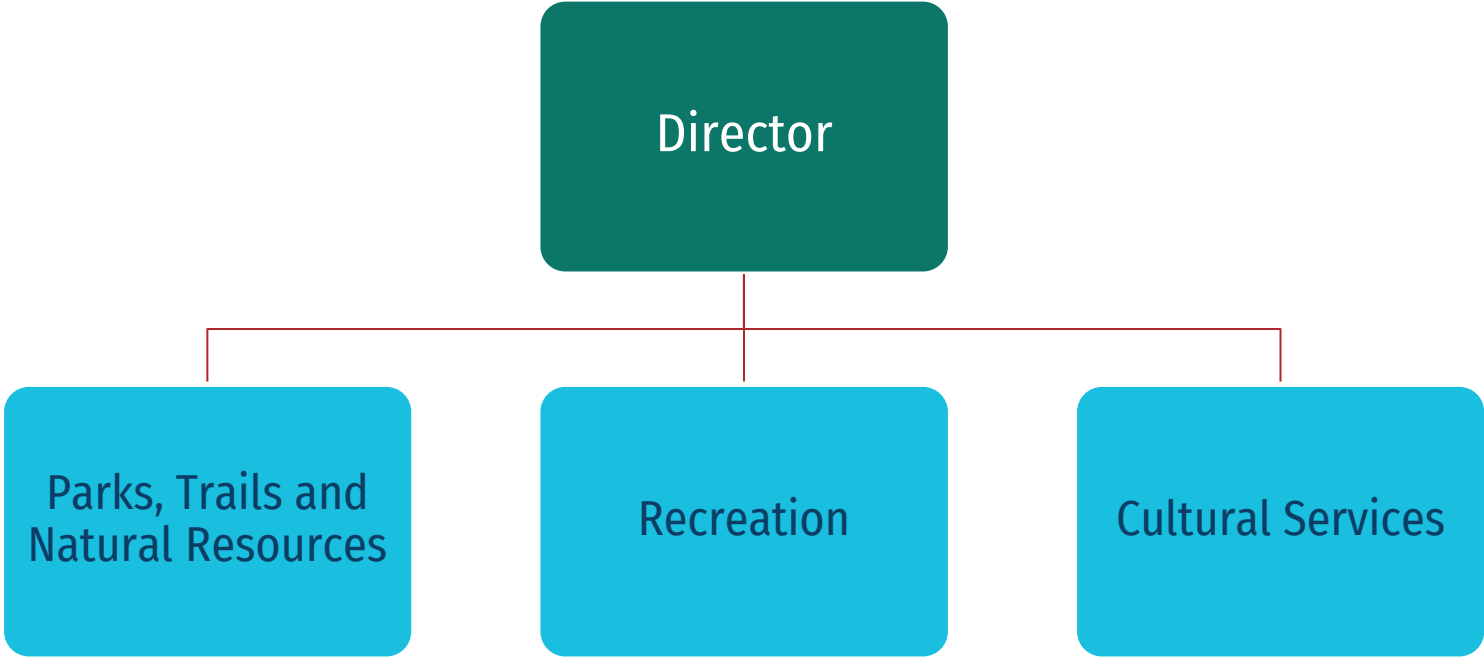 Director
Parks, Trails and
Natural Resources
Recreation
Cultural Services